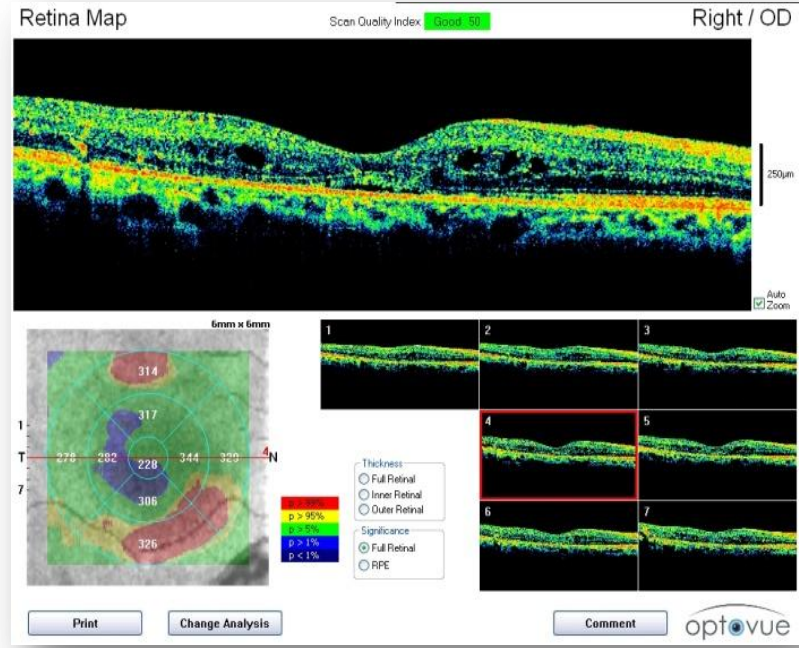 Retina Map
Scan Quality Index Good 50
Right / OD
250µm
Auto
Zoom
6mm x 6mm
314
317
1
T 278 282 228 344 329 4 N
7
306
326
p > 99%
p > 95%
p > 5%
p > 1%
p < 1%
Thickness
Full Retinal
Inner Retinal
Outer Retinal
Significance
Full Retinal
RPE
1
2
3
4
5
6
7
Print
Change Analysis
Comment
optovue